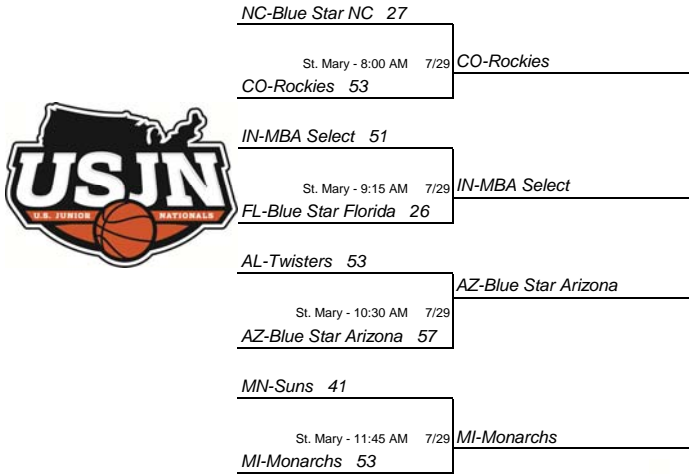 NC-Blue Star NC 27
St. Mary - 8:00 AM 7/29
CO-Rockies
CO-Rockies 53
USJN
U.S. JUNIOR NATIONALS
IN-MBA Select 51
St. Mary - 9:15 AM 7/29
IN-MBA Select
FL-Blue Star Florida 26
AL-Twisters 53
AZ-Blue Star Arizona
St. Mary - 10:30 AM 7/29
AZ-Blue Star Arizona 57
MN-Suns 41
St. Mary - 11:45 AM 7/29
MI-Monarchs
MI-Monarchs 53